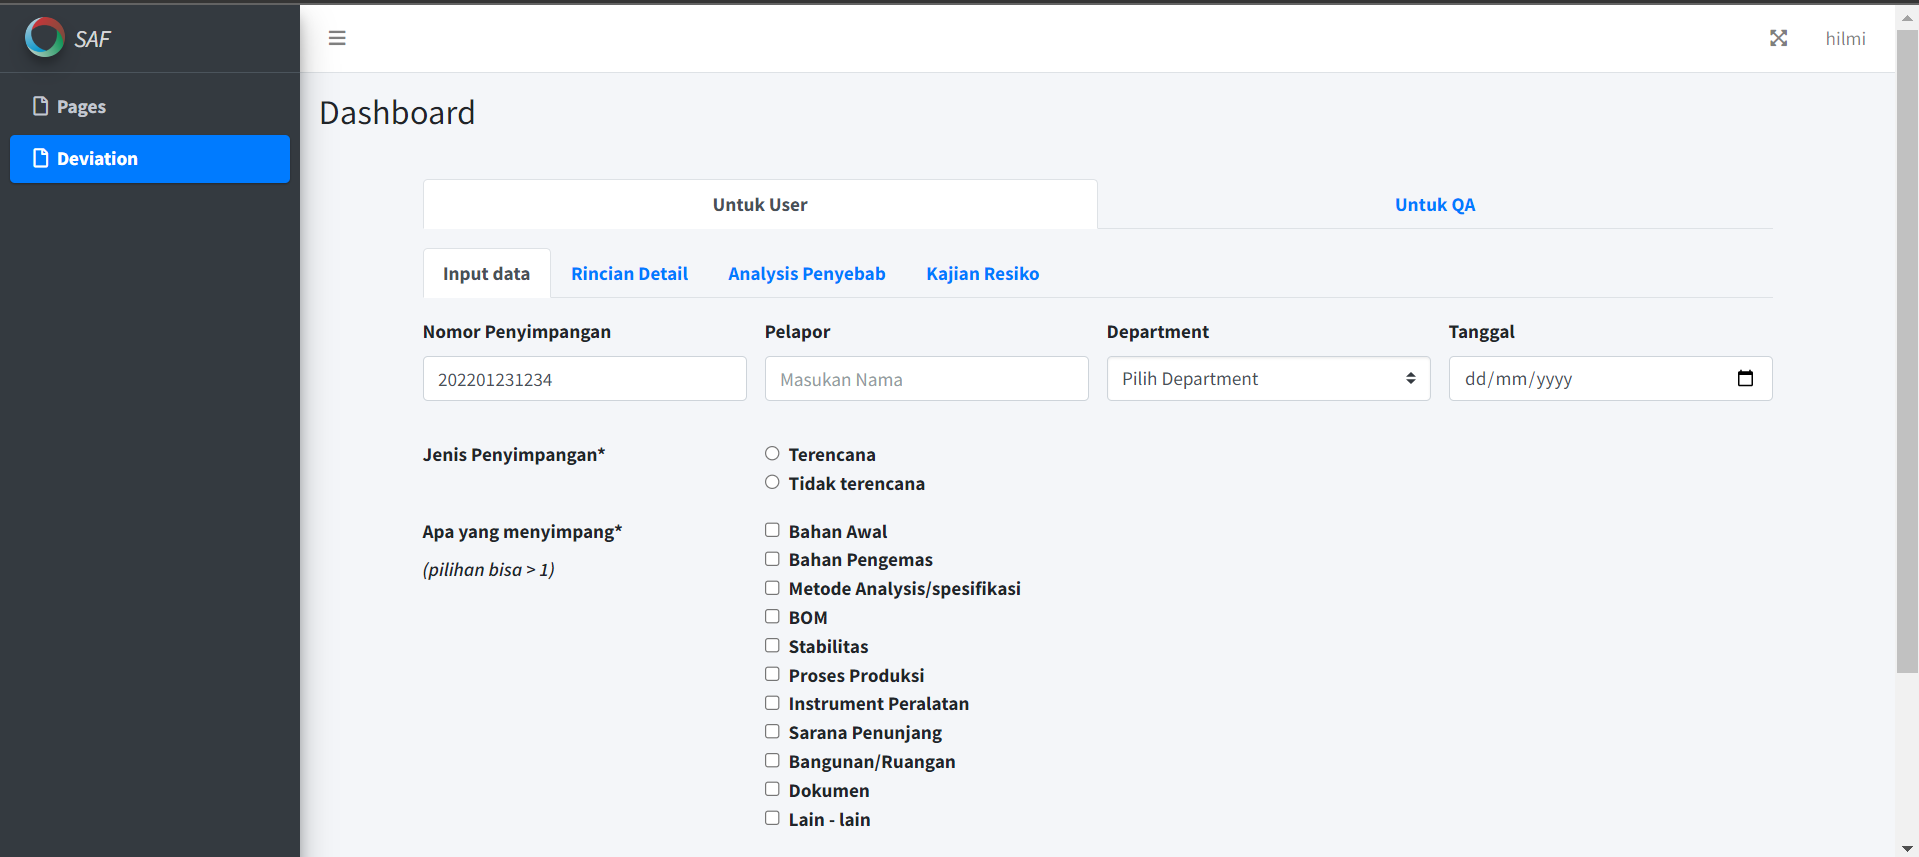 SAF
hilmi
Pages
Deviation
Dashboard
Untuk User
Untuk QA
Input data
Rincian Detail
Analysis Penyebab
Kajian Resiko
Nomor Penyimpangan
Pelapor
Department
Tanggal
202201231234
Masukan Nama
Pilih Department
dd/mm/yyyy
Jenis Penyimpangan*
Terencana
Tidak terencana
Apa yang menyimpang*
(pilihan bisa > 1)
Bahan Awal
Bahan Pengemas
Metode Analysis/spesifikasi
BOM
Stabilitas
Proses Produksi
Instrument Peralatan
Sarana Penunjang
Bangunan/Ruangan
Dokumen
Lain - lain